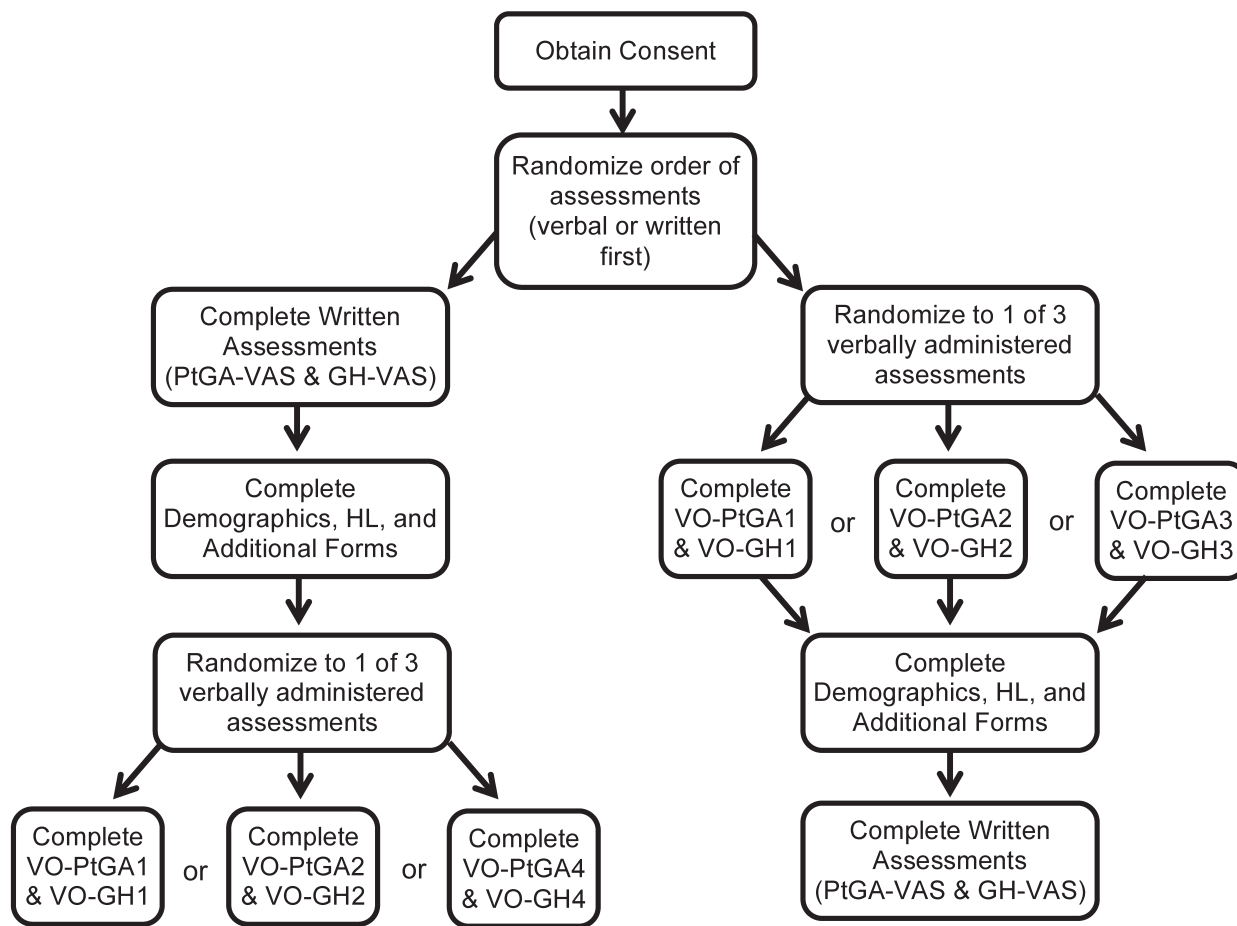 Obtain Consent
Randomize order of
assessments
(verbal or written
first)
Complete Written
Assessments
(PtGA-VAS & GH-VAS)
Complete
Demographics, HL, and
Additional Forms
Randomize to 1 of 3
verbally administered
assessments
Complete
VO-PtGA1
& VO-GH1
or
Complete
VO-PtGA2
& VO-GH2
or
Complete
VO-PtGA4
& VO-GH4
Randomize to 1 of 3
verbally administered
assessments
Complete
VO-PtGA1
& VO-GH1
or
Complete
VO-PtGA2
& VO-GH2
or
Complete
VO-PtGA3
& VO-GH3
Complete
Demographics, HL, and
Additional Forms
Complete Written
Assessments
(PtGA-VAS & GH-VAS)